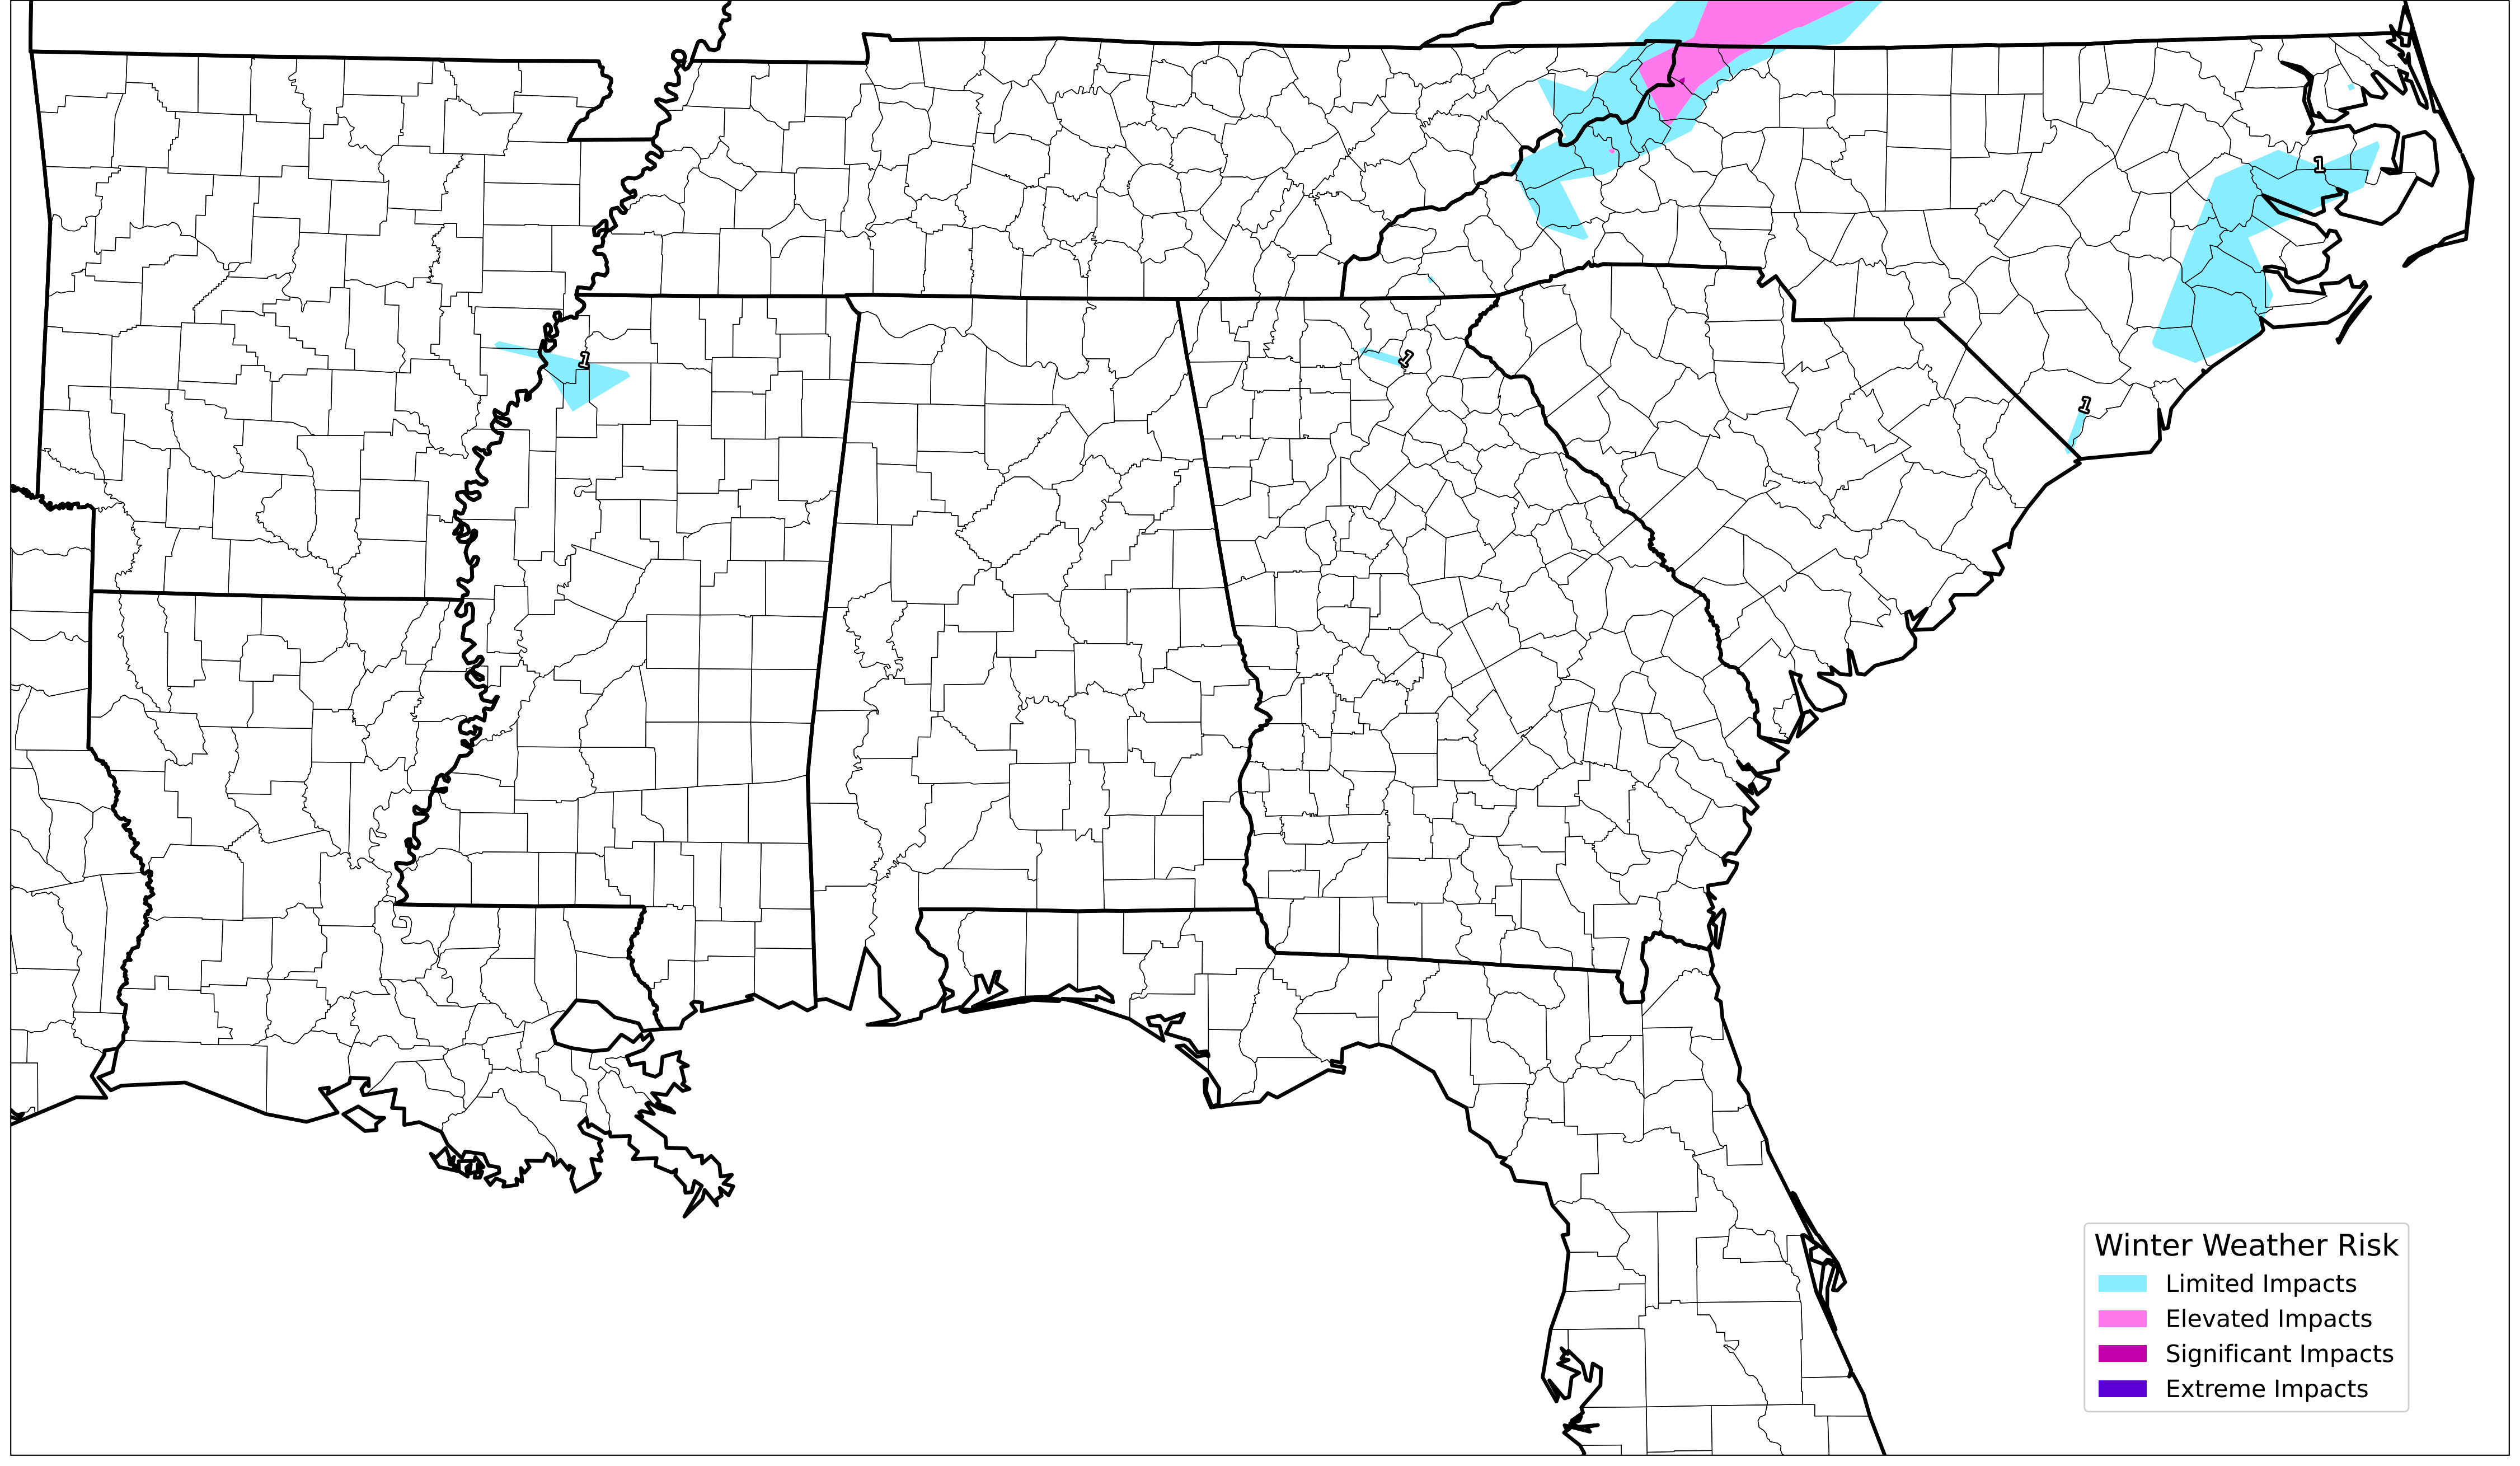 1
1
1
1
Winter Weather Risk
Limited Impacts
Elevated Impacts
Significant Impacts
Extreme Impacts